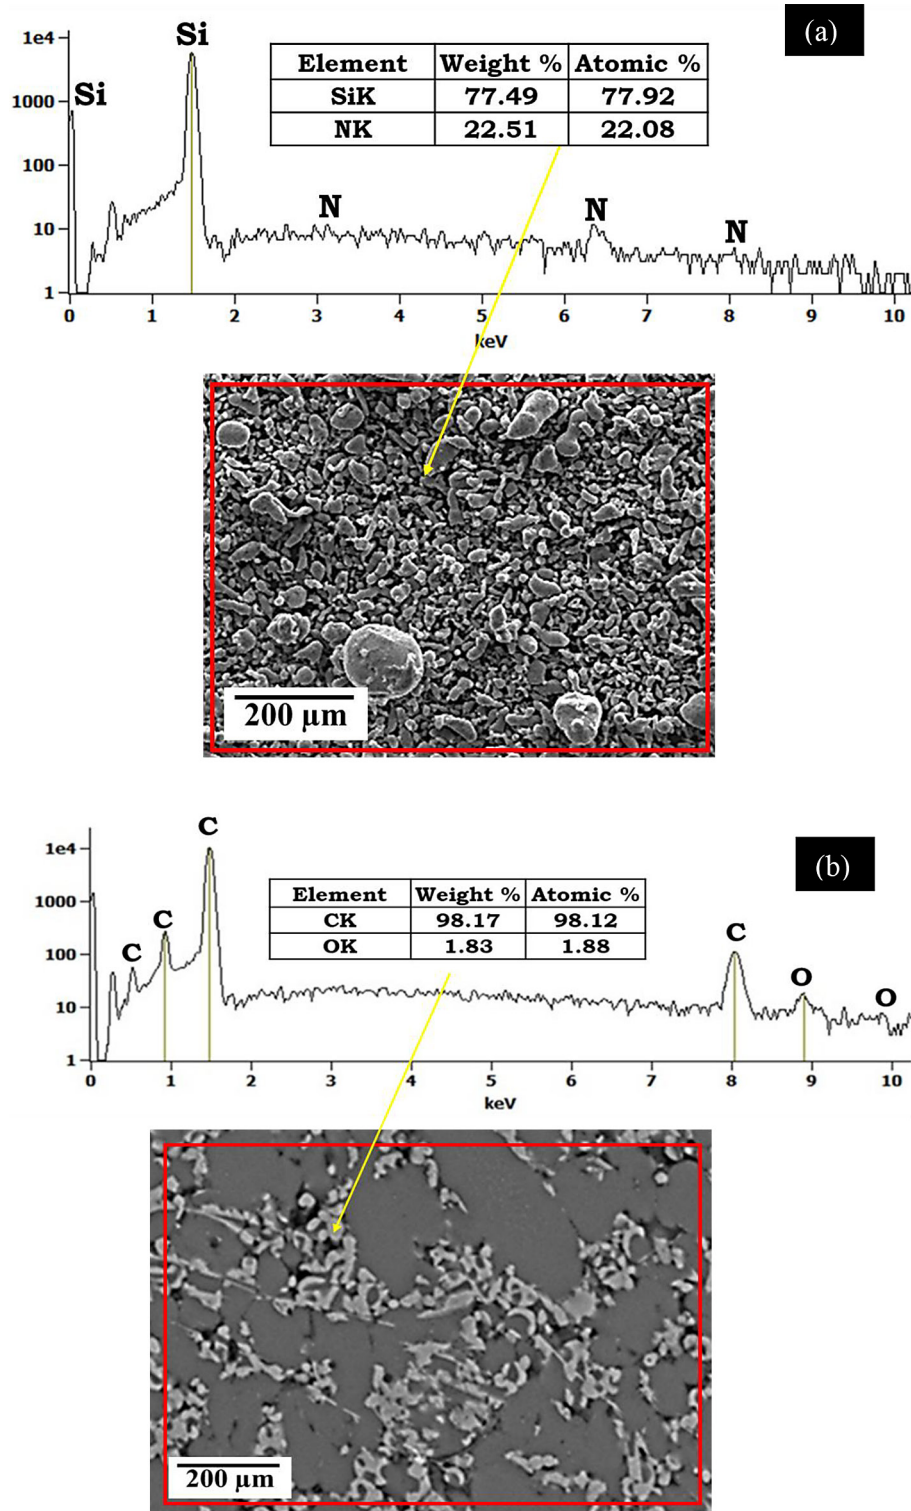 (a)
1e4
Si
Element Weight % Atomic %
SiK 77.49 77.92
NK 22.51 22.08
Si
1000
100
N
N
N
10
1
0 1 2 3 4 5 6 7 8 9 10
keV
200 µm
C
(b)
1e4
Element Weight % Atomic %
CK 98.17 98.12
OK 1.83 1.88
1000
C
C
C
100
O
O
10
1
0 1 2 3 4 5 6 7 8 9 10
keV
200 µm